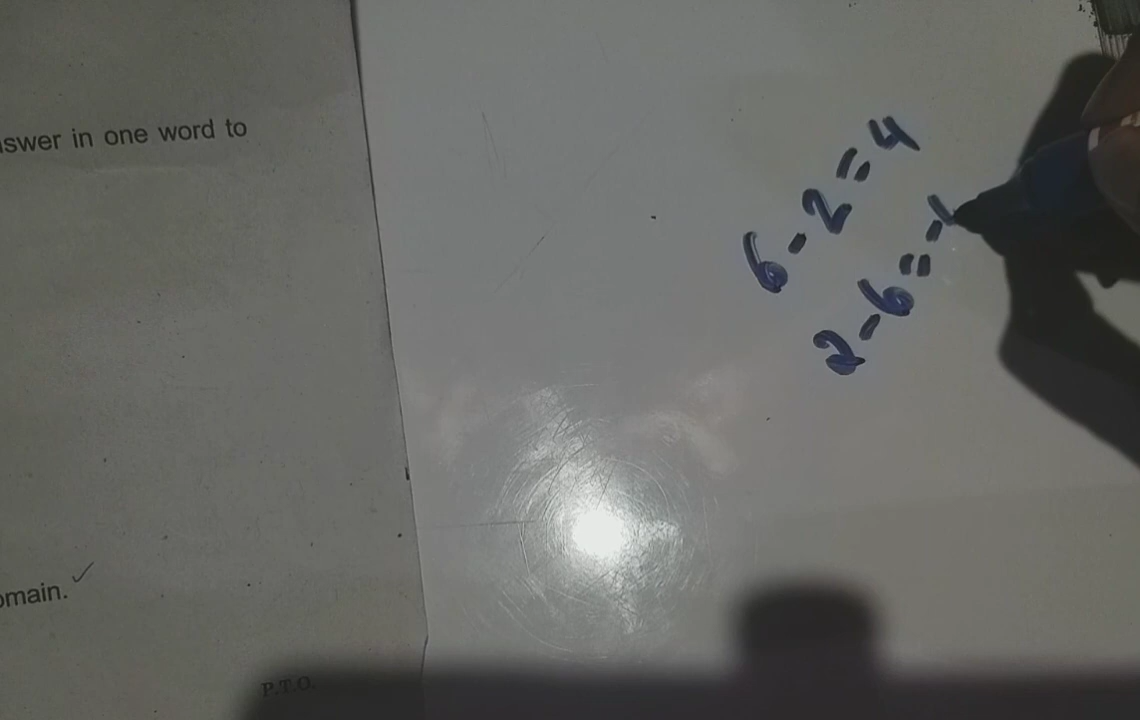 swer in one word to
omain.
P.T.O.
6 - 2 = 4
2 - 6 = -